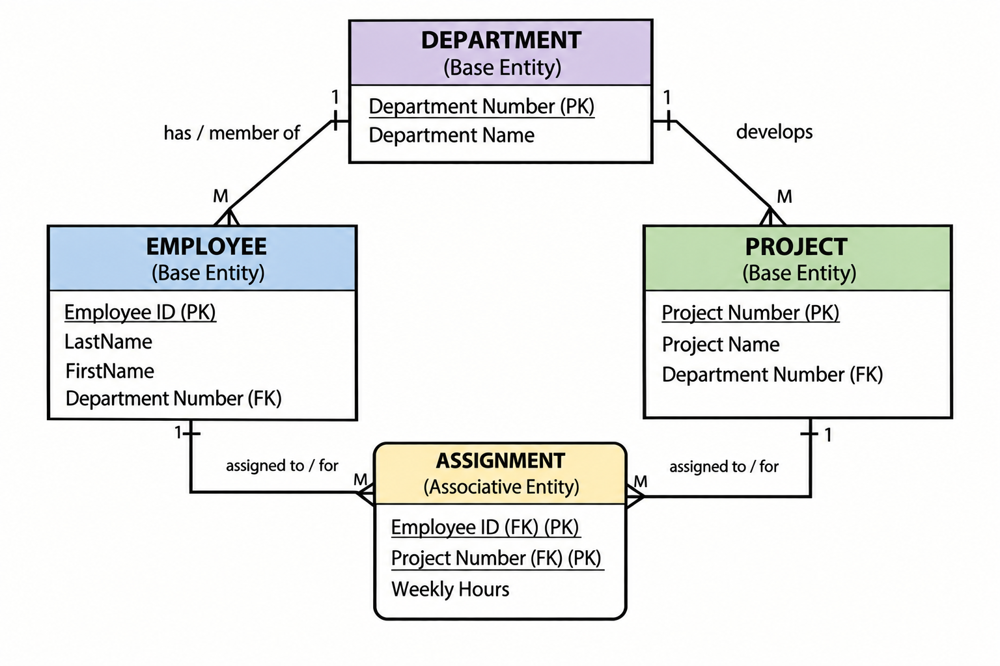 DEPARTMENT
(Base Entity)
Department Number (PK)
Department Name
1
1
has / member of
develops
M
M
EMPLOYEE
(Base Entity)
Employee ID (PK)
LastName
FirstName
Department Number (FK)
PROJECT
(Base Entity)
Project Number (PK)
Project Name
Department Number (FK)
1
1
assigned to / for
assigned to / for
M
M
ASSIGNMENT
(Associative Entity)
Employee ID (FK) (PK)
Project Number (FK) (PK)
Weekly Hours